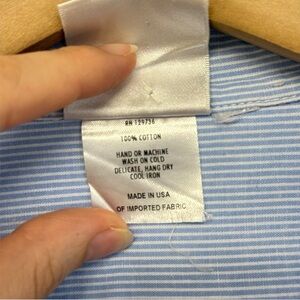 RN 129736
100% COTTON
HAND OR MACHINE
WASH ON COLD
DELICATE, HANG DRY
COOL IRON
MADE IN USA
OF IMPORTED FABRIC